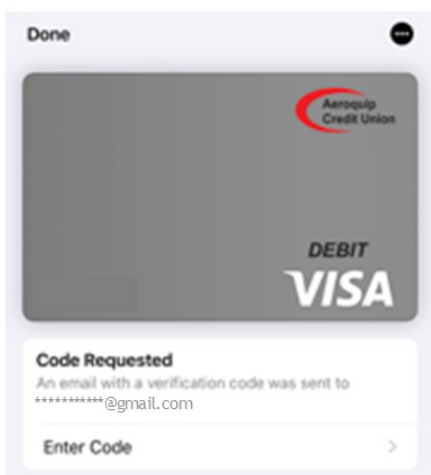 Done
Aeroquip
Credit Union
DEBIT
VISA
Code Requested
An email with a verification code was sent to
***********@gmail.com
Enter Code